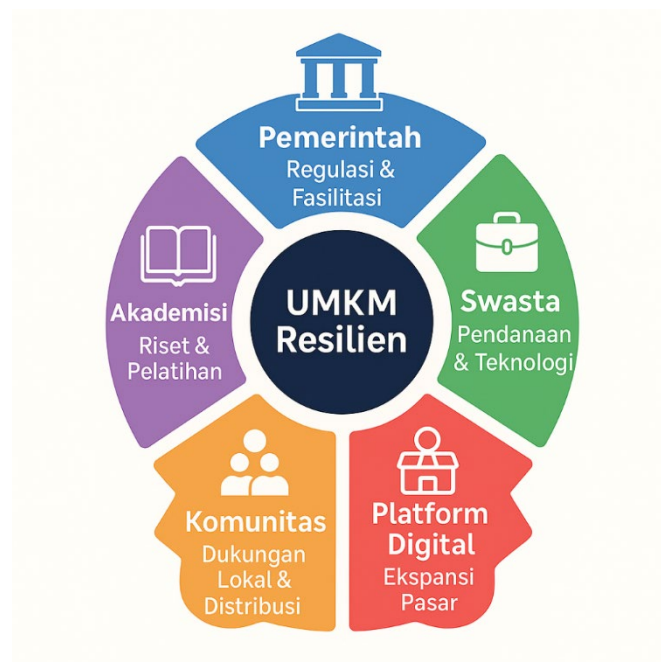 Pemerintah
Regulasi &
Fasilitasi
Swasta
Pendanaan
& Teknologi
Platform
Digital
Ekspansi
Pasar
Komunitas
Dukungan
Lokal &
Distribusi
Akademisi
Riset &
Pelatihan
UMKM
Resilien